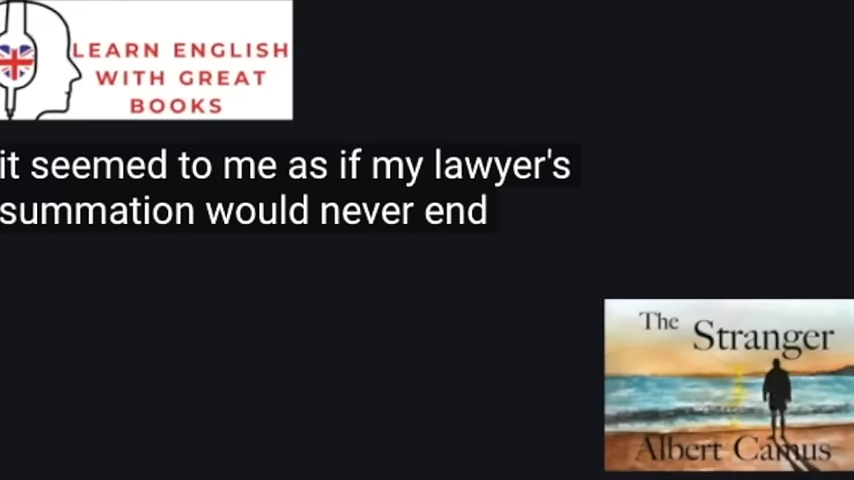 LEARN ENGLISH
WITH GREAT
BOOKS
it seemed to me as if my lawyer's
summation would never end
The Stranger
Albert Camus